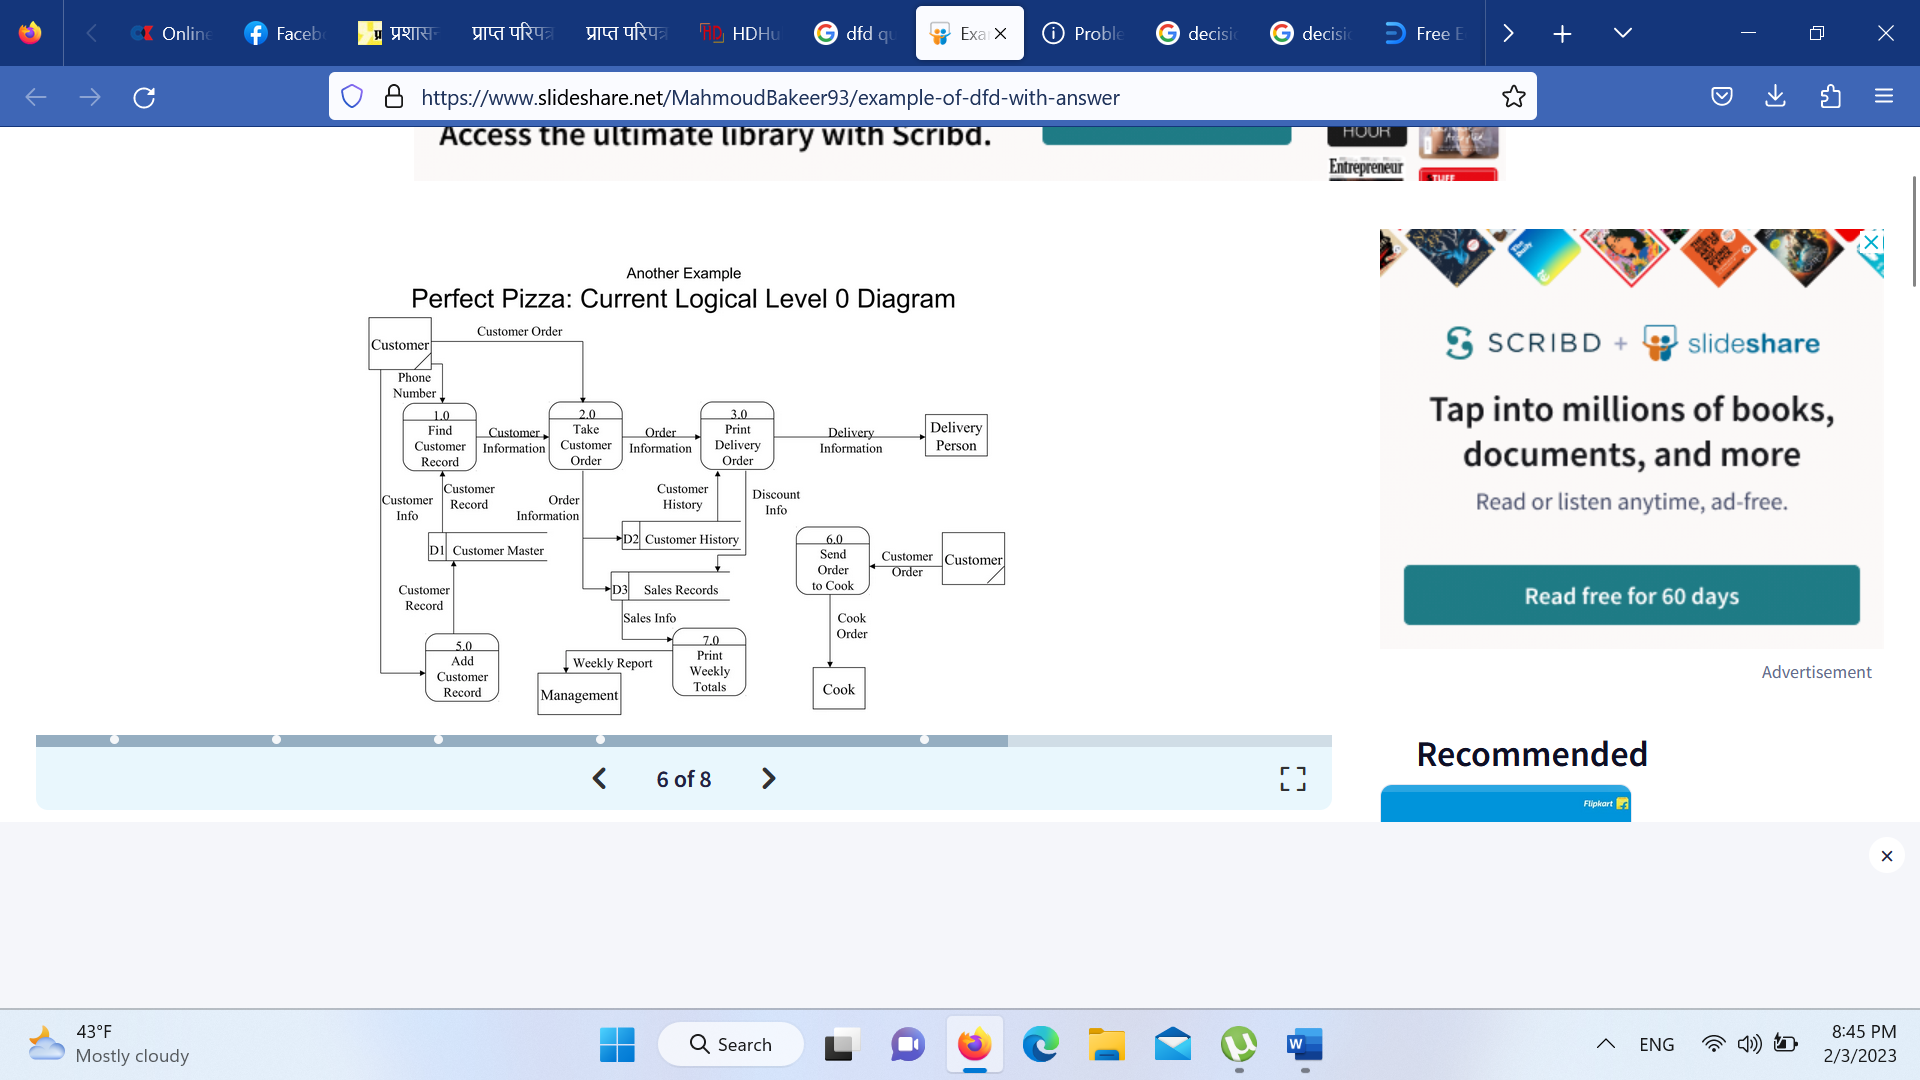 Online
Faceb
प्रशासन
प्राप्त परिपत्र
प्राप्त परिपत्र
HDHu
dfd qu
Exa
Proble
decisi
decisi
Free E
https://www.slideshare.net/MahmoudBakeer93/example-of-dfd-with-answer
Access the ultimate library with Scribd.
HOUR
Entrepreneur
Another Example
Perfect Pizza: Current Logical Level 0 Diagram
Customer
Customer Order
Phone
Number
1.0
Find
Customer
Record
Customer
Information
2.0
Take
Customer
Order
Order
Information
3.0
Print
Delivery
Order
Delivery
Information
Delivery
Person
Customer
Info
Customer
Record
Order
Information
Customer
History
Discount
Info
D1 Customer Master
D2 Customer History
D3 Sales Records
6.0
Send
Order
to Cook
Customer
Order
Customer
Customer
Record
Sales Info
Cook
Order
5.0
Add
Customer
Record
Weekly Report
7.0
Print
Weekly
Totals
Management
Cook
6 of 8
The Daily
SCRIBD + slideshare
Tap into millions of books,
documents, and more
Read or listen anytime, ad-free.
Read free for 60 days
Advertisement
Recommended
Flipkart
43°F
Mostly cloudy
Search
W
ENG
8:45 PM
2/3/2023